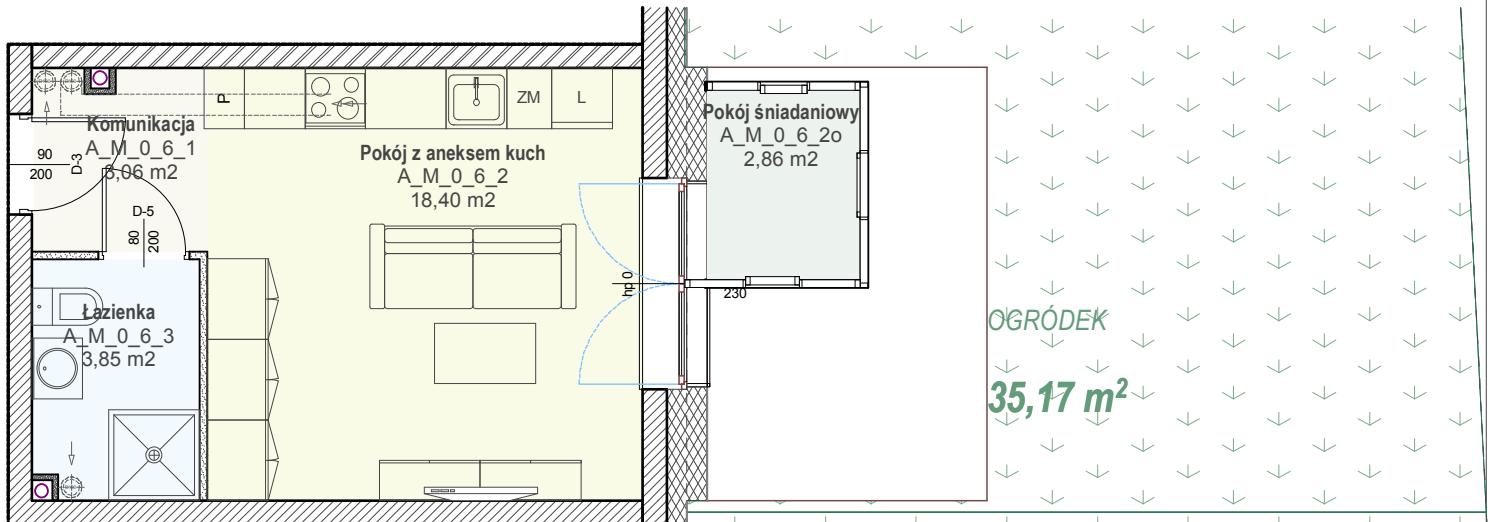 P
ZM
L
Komunikacja
A_M_0_6_1
3,06 m2
90
200
D-3
D-5
80
200
Pokój z aneksem kuch
A_M_0_6_2
18,40 m2
Pokój śniadaniowy
A_M_0_6_2o
2,86 m2
hp 0
230
Łazienka
A_M_0_6_3
3,85 m2
OGRÓDEK
35,17 m²